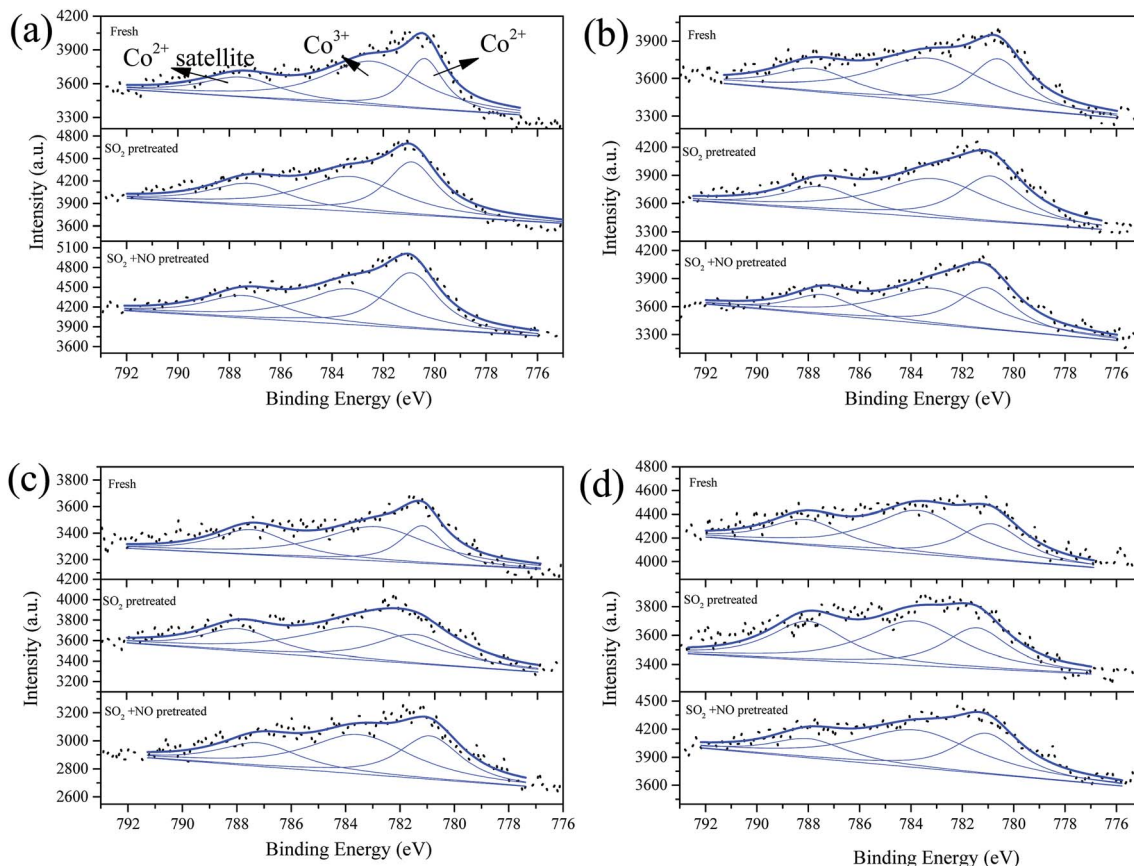 (a)
Fresh
Co²⁺ satellite
Co³⁺
Co²⁺
4200
3900
3600
3300
SO₂ pretreated
4800
4500
4200
3900
3600
SO₂ +NO pretreated
5100
4800
4500
4200
3900
3600
Intensity (a.u.)
792 790 788 786 784 782 780 778 776
Binding Energy (eV)
(b)
Fresh
3900
3600
3300
SO₂ pretreated
4200
3900
3600
3300
SO₂ +NO pretreated
4200
3900
3600
3300
Intensity (a.u.)
792 790 788 786 784 782 780 778 776
Binding Energy (eV)
(c)
Fresh
3800
3600
3400
3200
SO₂ pretreated
4200
4000
3800
3600
3400
3200
SO₂ +NO pretreated
3200
3000
2800
2600
Intensity (a.u.)
792 790 788 786 784 782 780 778 776
Binding Energy (eV)
(d)
Fresh
4800
4600
4400
4200
4000
SO₂ pretreated
3800
3600
3400
SO₂ +NO pretreated
4500
4200
3900
3600
Intensity (a.u.)
792 790 788 786 784 782 780 778 776
Binding Energy (eV)